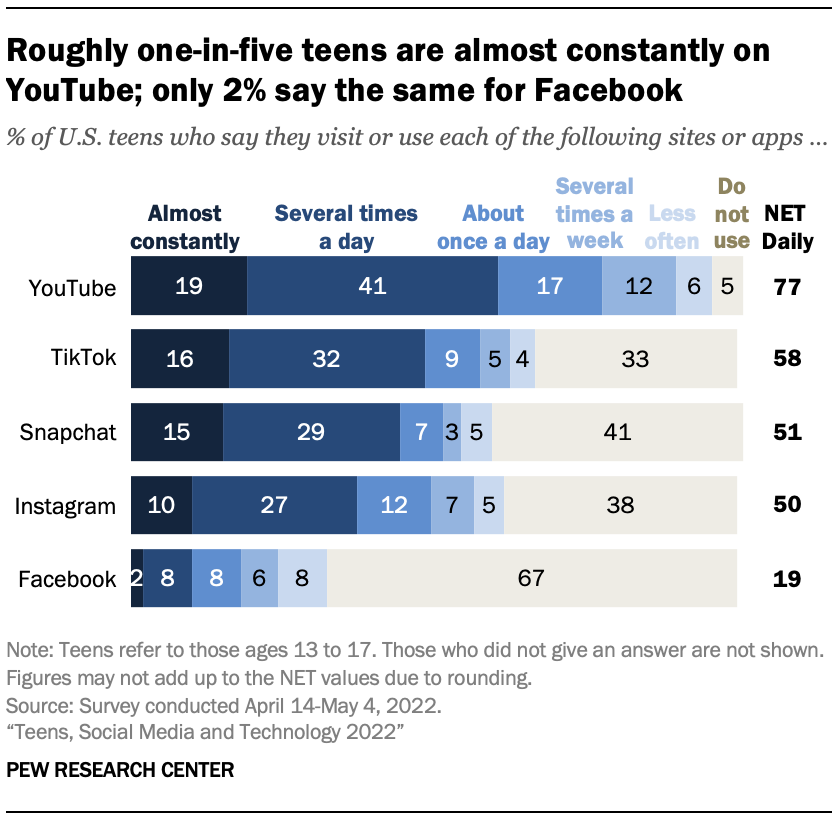 Roughly one-in-five teens are almost constantly on
YouTube; only 2% say the same for Facebook
% of U.S. teens who say they visit or use each of the following sites or apps ...
Almost constantly
Several times a day
About once a day
Several times a week
Less often
Do not use
NET Daily
YouTube 19 41 17 12 6 5 77
TikTok 16 32 9 5 4 33 58
Snapchat 15 29 7 3 5 41 51
Instagram 10 27 12 7 5 38 50
Facebook 2 8 8 6 8 67 19
Note: Teens refer to those ages 13 to 17. Those who did not give an answer are not shown.
Figures may not add up to the NET values due to rounding.
Source: Survey conducted April 14-May 4, 2022.
“Teens, Social Media and Technology 2022”
PEW RESEARCH CENTER